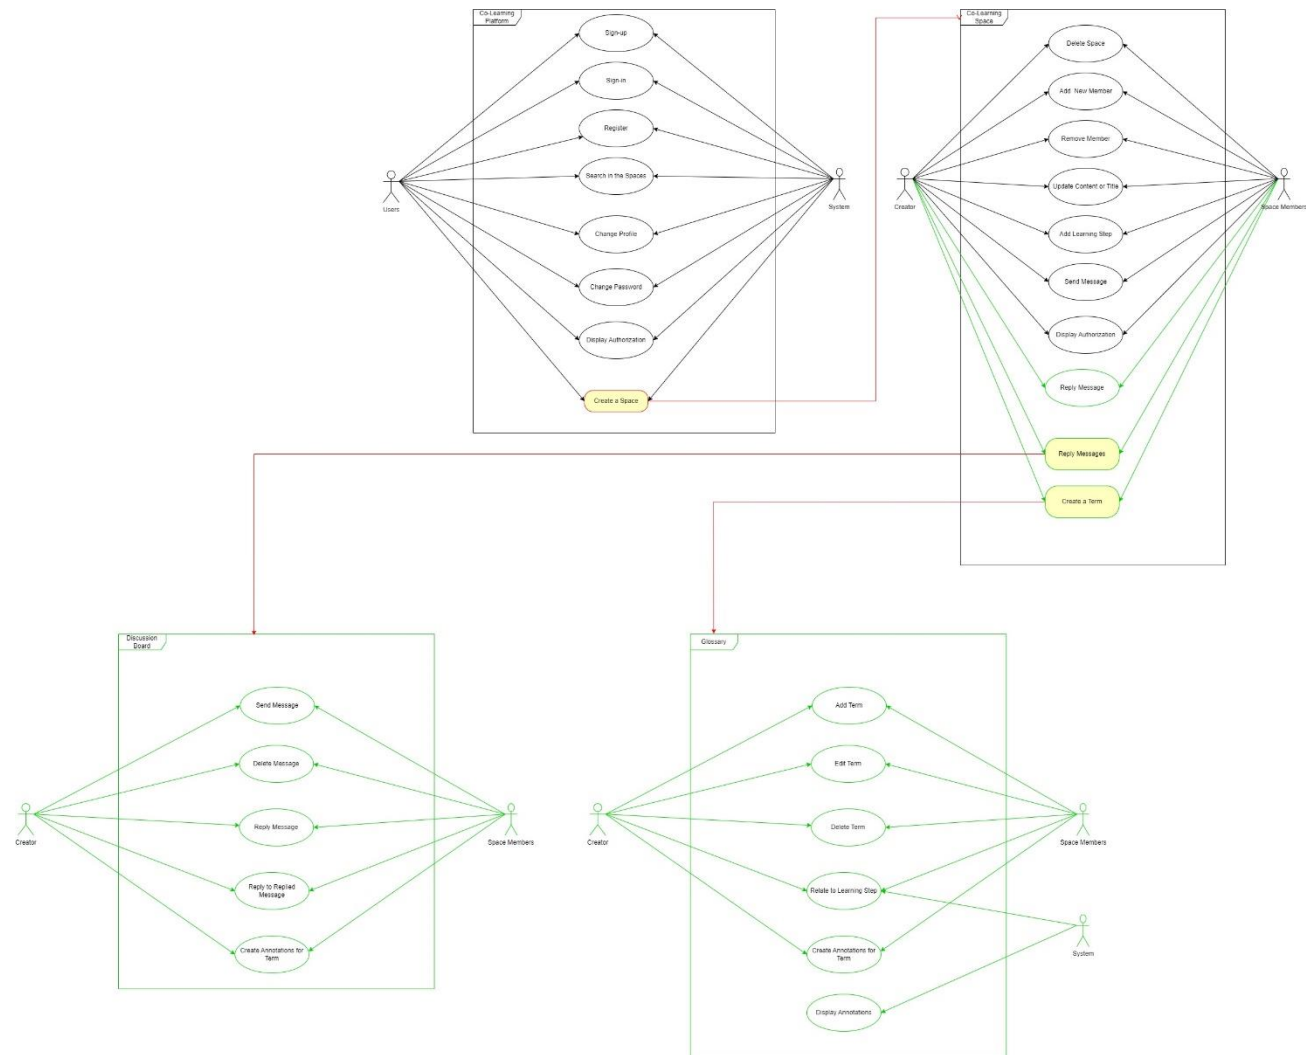 Co-Learning
Platform
Sign-up
Sign-in
Register
Search in the Spaces
Users
System
Change Profile
Change Password
Display Authorization
Create a Space
Co-Learning
Space
Delete Space
Add New Member
Remove Member
Update Content or Title
Creator
Space Members
Add Learning Step
Send Message
Display Authorization
Reply Message
Reply Messages
Create a Term
Discussion
Board
Send Message
Delete Message
Reply Message
Creator
Space Members
Reply to Replied
Message
Create Annotations for
Term
Glossary
Add Term
Edit Term
Delete Term
Creator
Space Members
Relate to Learning Step
Create Annotations for
Term
System
Display Annotations